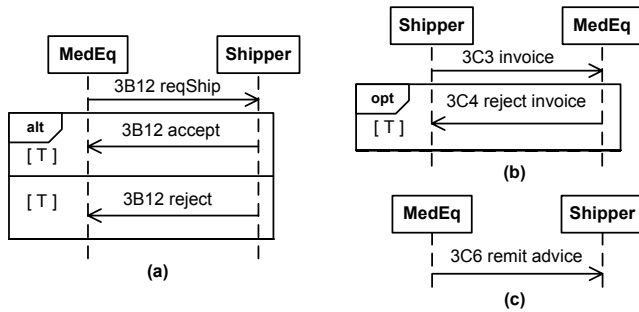 MedEq Shipper
3B12 reqShip
alt
3B12 accept
[ T ]
[ T ]
3B12 reject
(a)
Shipper MedEq
3C3 invoice
opt
3C4 reject invoice
[ T ]
(b)
MedEq Shipper
3C6 remit advice
(c)